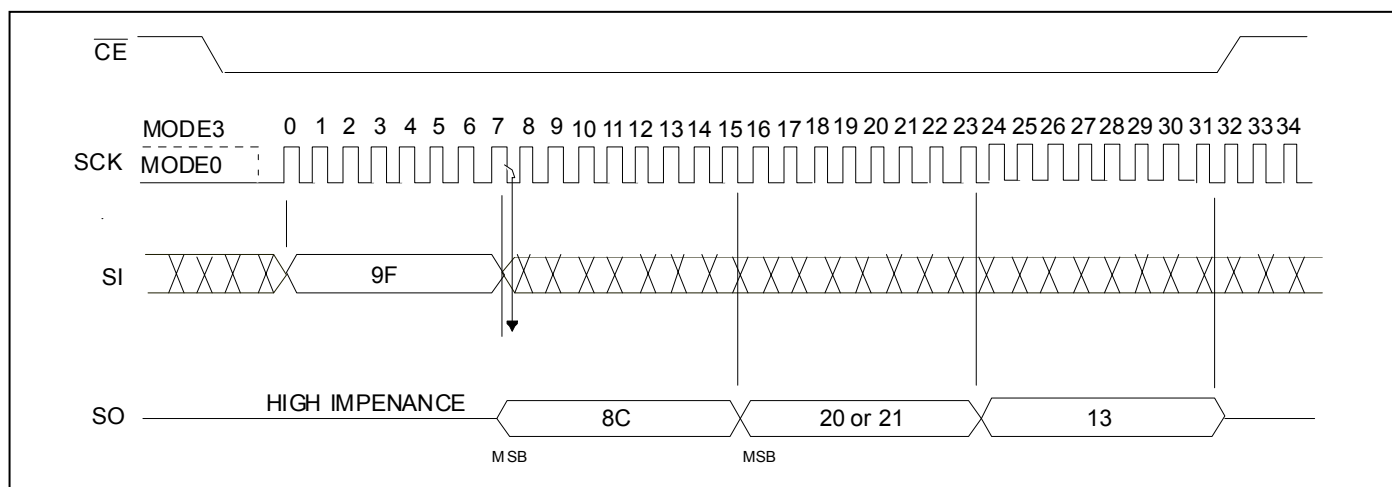 CE
MODE3
0 1 2 3 4 5 6 7 8 9 10 11 12 13 14 15 16 17 18 19 20 21 22 23 24 25 26 27 28 29 30 31 32 33 34
SCK
MODE0
SI
9F
HIGH IMPENANCE
SO
8C
20 or 21
13
MSB
MSB